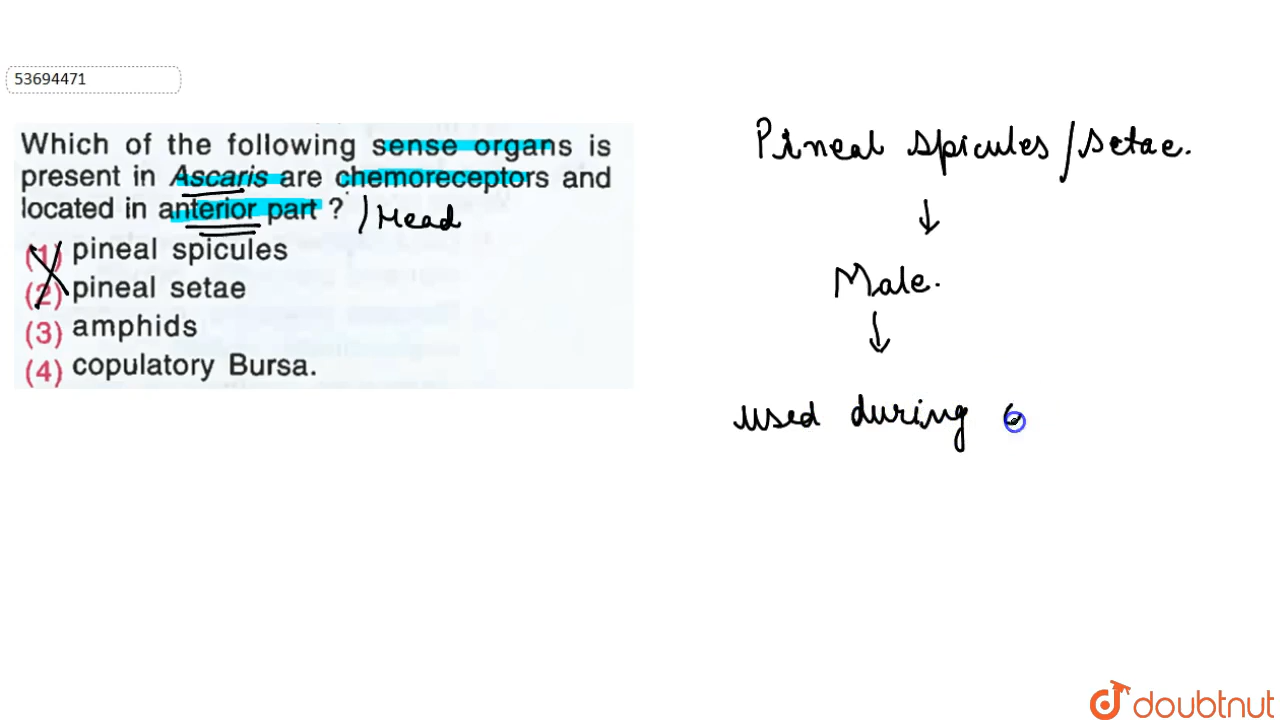 53694471
Which of the following sense organs is
present in Ascaris are chemoreceptors and
located in anterior part ? / Head
(1) pineal spicules
(2) pineal setae
(3) amphids
(4) copulatory Bursa.
Pineal spicules/setae.
Male.
used during
doubtnut